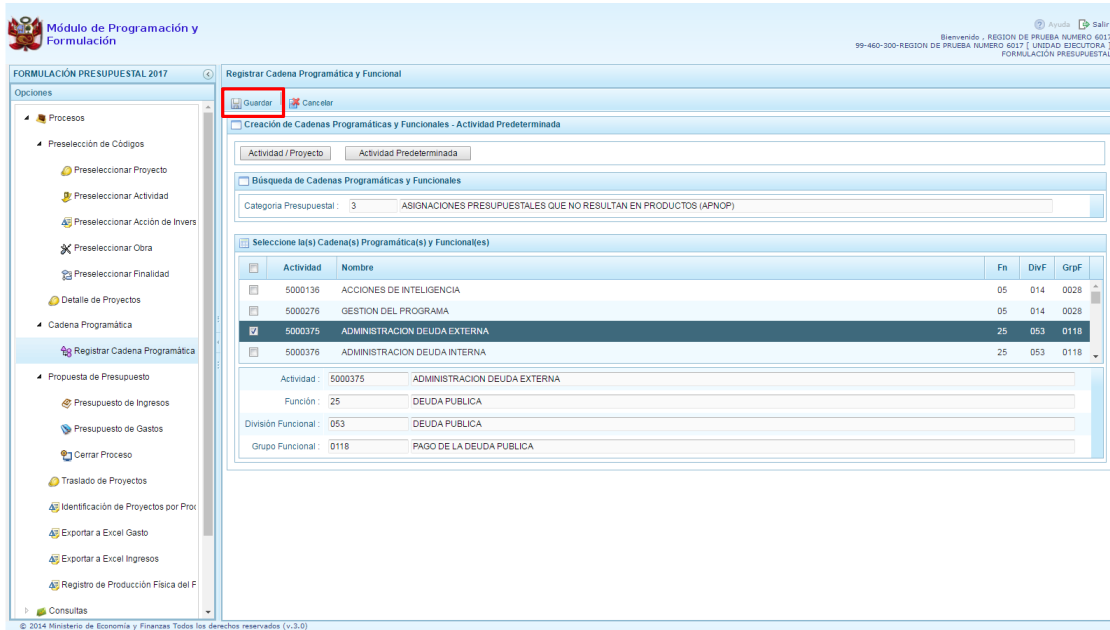 Módulo de Programación y
Formulación
Ayuda Salir
Bienvenido , REGION DE PRUEBA NUMERO 6017
99-460-300-REGION DE PRUEBA NUMERO 6017 [ UNIDAD EJECUTORA ]
FORMULACIÓN PRESUPUESTAL
FORMULACIÓN PRESUPUESTAL 2017
Opciones
Procesos
Preselección de Códigos
Preseleccionar Proyecto
Preseleccionar Actividad
Preseleccionar Acción de Invers
Preseleccionar Obra
Preseleccionar Finalidad
Detalle de Proyectos
Cadena Programática
Registrar Cadena Programática
Propuesta de Presupuesto
Presupuesto de Ingresos
Presupuesto de Gastos
Cerrar Proceso
Traslado de Proyectos
Identificación de Proyectos por Proc
Exportar a Excel Gasto
Exportar a Excel Ingresos
Registro de Producción Física del F
Consultas
Registrar Cadena Programática y Funcional
Guardar Cancelar
Creación de Cadenas Programáticas y Funcionales - Actividad Predeterminada
Actividad / Proyecto Actividad Predeterminada
Búsqueda de Cadenas Programáticas y Funcionales
Categoria Presupuestal : 3 ASIGNACIONES PRESUPUESTALES QUE NO RESULTAN EN PRODUCTOS (APNOP)
Seleccione la(s) Cadena(s) Programática(s) y Funcional(es)
Actividad Nombre Fn DivF GrpF
5000136 ACCIONES DE INTELIGENCIA 05 014 0028
5000276 GESTION DEL PROGRAMA 05 014 0028
5000375 ADMINISTRACION DEUDA EXTERNA 25 053 0118
5000376 ADMINISTRACION DEUDA INTERNA 25 053 0118
Actividad : 5000375 ADMINISTRACION DEUDA EXTERNA
Función : 25 DEUDA PUBLICA
División Funcional : 053 DEUDA PUBLICA
Grupo Funcional : 0118 PAGO DE LA DEUDA PUBLICA
© 2014 Ministerio de Economía y Finanzas Todos los derechos reservados (v.3.0)